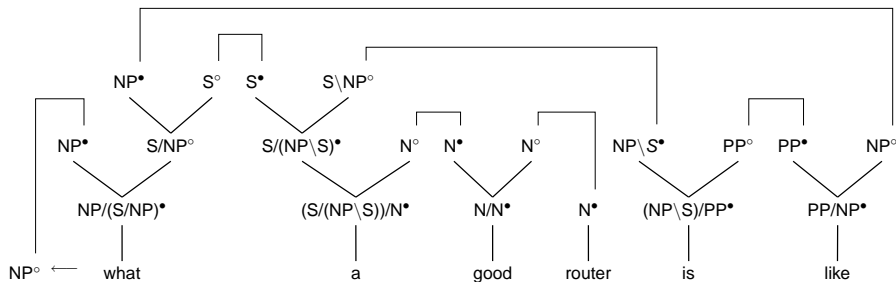 NP• S° S• S\NP°
NP• S/NP° S/(NP\S)• N° N• N° NP\S• PP° PP• NP°
NP/(S/NP)• (S/(NP\S))/N• N/N• N• (NP\S)/PP• PP/NP•
NP° ← what a good router is like